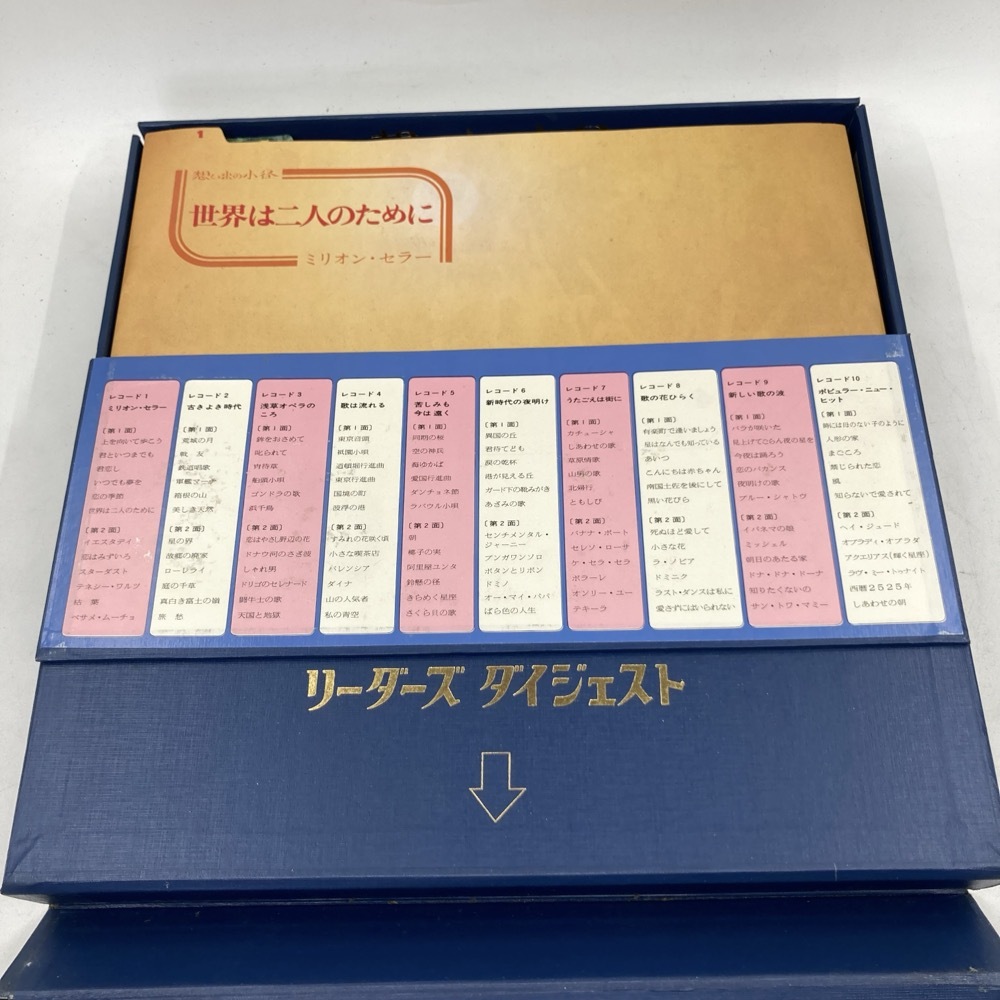 1
想い出の小径
世界は二人のために
ミリオン・セラー
レコード1
ミリオン・セラー
[第1面]
上を向いて歩こう
君といつまでも
君恋し
いつでも夢を
恋の季節
世界は二人のために
[第2面]
イエスタデイ
恋はみずいろ
スターダスト
テネシー・ワルツ
枯葉
ベサメ・ムーチョ
レコード2
古きよき時代
[第1面]
荒城の月
戦友
鉄道唱歌
軍艦マーチ
箱根の山
美しき天然
[第2面]
星の界
故郷の廃家
ローレライ
庭の千草
真白き富士の嶺
旅愁
レコード3
浅草オペラの
ころ
[第1面]
酒をおさめて
叱られて
宵待草
船頭小唄
ゴンドラの歌
浜千鳥
[第2面]
恋はやさし野辺の花
ドナウ河のさざ波
しゃれ男
ドリゴのセレナード
闘牛士の歌
天国と地獄
レコード4
歌は流れる
[第1面]
東京音頭
祇園小唄
道頓堀行進曲
東京行進曲
国境の町
波浮の港
[第2面]
すみれの花咲く頃
小さな喫茶店
バレンシア
ダイナ
山の人気者
私の青空
レコード5
苦しみも
今は遠く
[第1面]
同期の桜
空の神兵
海ゆかば
愛国行進曲
ダンチョネ節
ラバウル小唄
[第2面]
朝
椰子の実
阿里屋ユンタ
鈴懸の径
きらめく星座
さくら貝の歌
レコード6
新時代の夜明け
[第1面]
異国の丘
君待てども
涙の乾杯
港が見える丘
ガード下の靴みがき
あざみの歌
[第2面]
センチメンタル・
ジャーニー
ブンガワンソロ
ボタンとリボン
ドミノ
オー・マイ・パパ
ばら色の人生
レコード7
うたごえは街に
[第1面]
カチューシャ
しあわせの歌
草原情歌
山男の歌
北帰行
ともしび
[第2面]
バナナ・ボート
セレソ・ローサ
ケ・セラ・セラ
ボラーレ
オンリー・ユー
テキーラ
レコード8
歌の花ひらく
[第1面]
有楽町で逢いましょう
星はなんでも知っている
あいつ
こんにちは赤ちゃん
南国土佐を後にして
黒い花びら
[第2面]
死ぬほど愛して
小さな花
ラ・ノビア
ドミニク
ラスト・ダンスは私に
愛さずにはいられない
レコード9
新しい歌の波
[第1面]
バラが咲いた
見上げてごらん夜の星を
今夜は踊ろう
恋のバカンス
夜明けの歌
ブルー・シャトウ
[第2面]
イパネマの娘
ミッシェル
朝日のあたる家
ドナ・ドナ・ドーナ
知りたくないの
サン・トワ・マミー
レコード10
ポピュラー・ニュー・
ヒット
[第1面]
時には母のない子のように
人形の家
まごころ
禁じられた恋
風
知らないで愛されて
[第2面]
ヘイ・ジュード
オブラディ・オブラダ
アクエリアス(輝く星座)
ラヴ・ミー・トゥナイト
西暦2525年
しあわせの朝
リーダーズ ダイジェスト